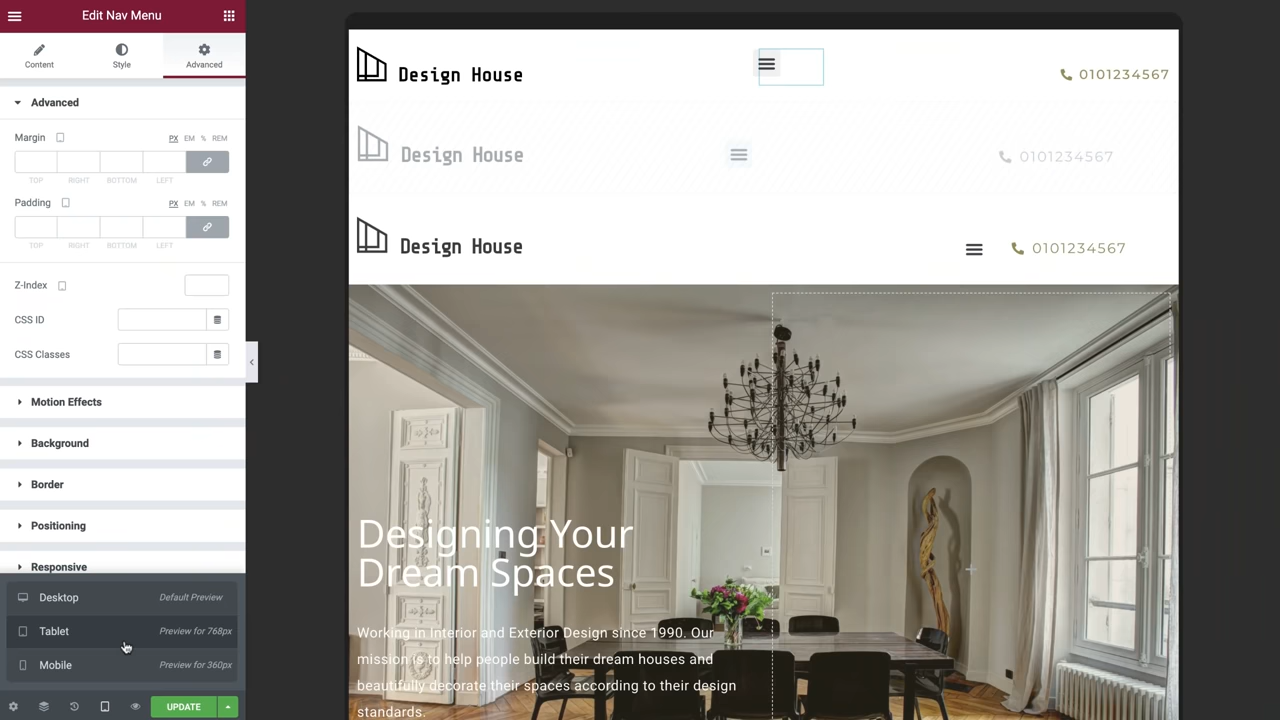 Edit Nav Menu
Content
Style
Advanced
Advanced
Margin
PX EM % REM
TOP RIGHT BOTTOM LEFT
Padding
PX EM % REM
TOP RIGHT BOTTOM LEFT
Z-Index
CSS ID
CSS Classes
Motion Effects
Background
Border
Positioning
Responsive
Desktop Default Preview
Tablet Preview for 768px
Mobile Preview for 360px
UPDATE
Design House
0101234567
Design House
0101234567
Design House
0101234567
Designing Your
Dream Spaces
Working in Interior and Exterior Design since 1990. Our
mission is to help people build their dream houses and
beautifully decorate their spaces according to their design
standards.